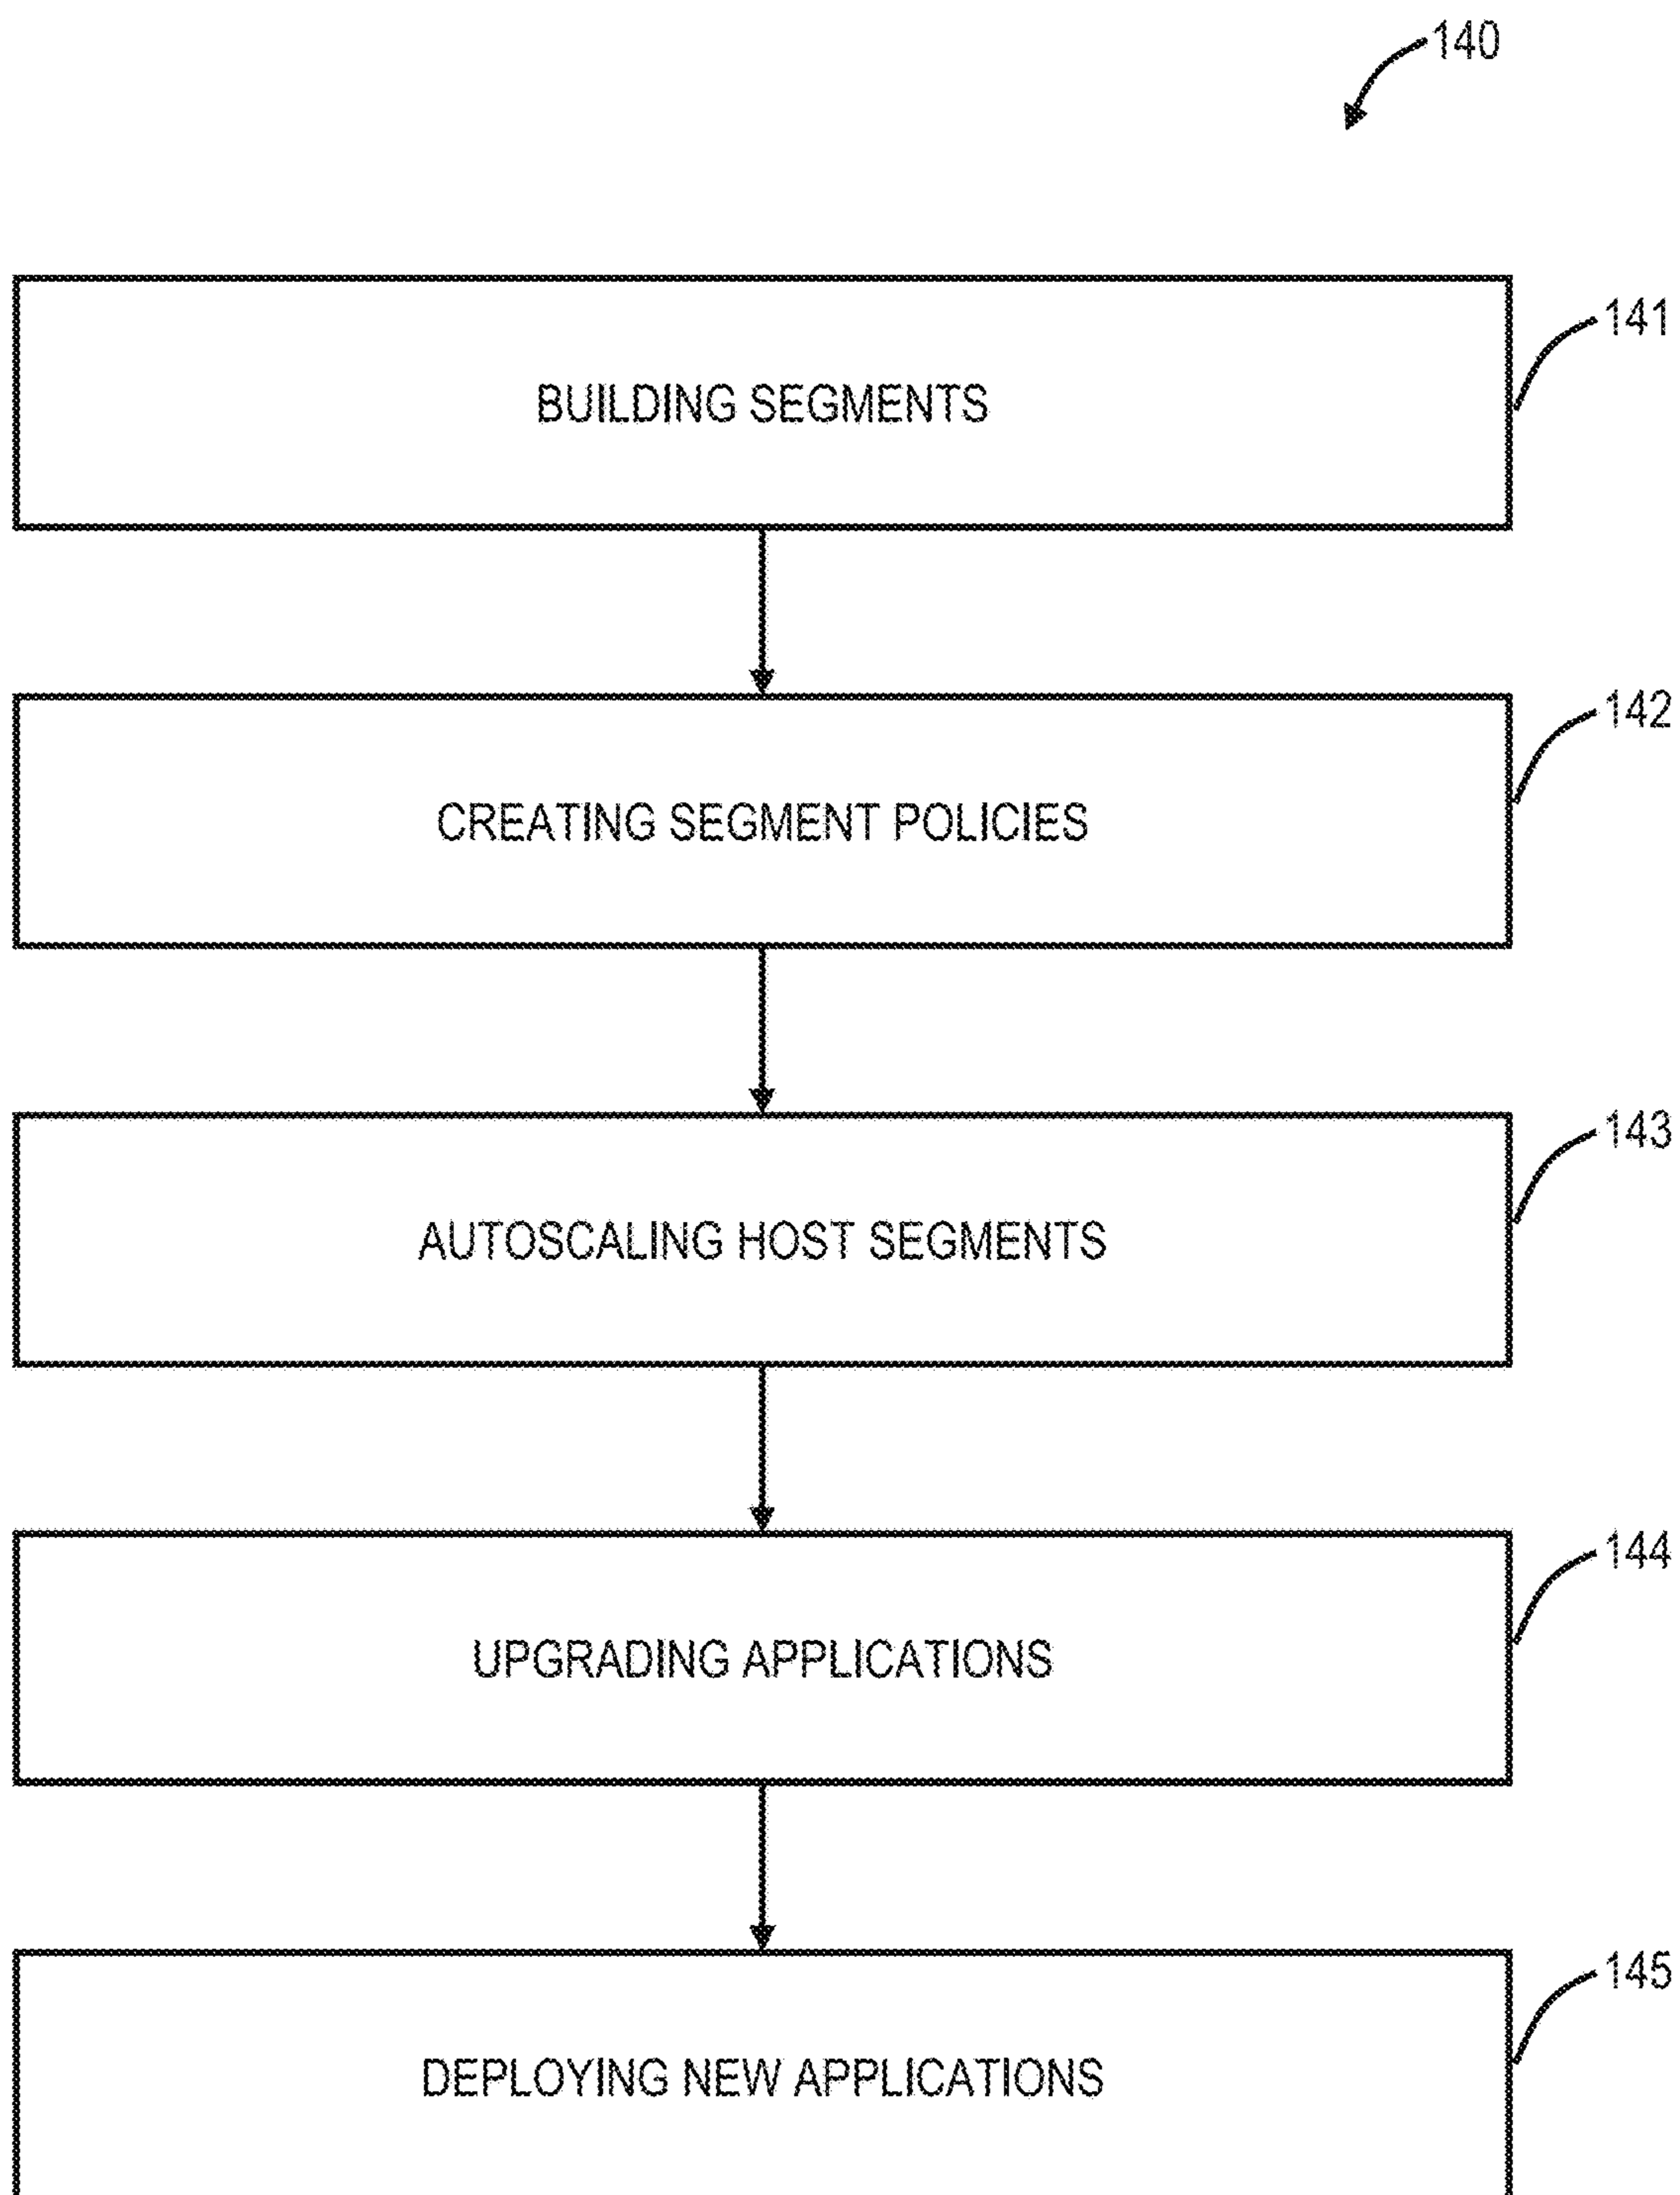 140
141
BUILDING SEGMENTS
142
CREATING SEGMENT POLICIES
143
AUTOSCALING HOST SEGMENTS
144
UPGRADING APPLICATIONS
145
DEPLOYING NEW APPLICATIONS